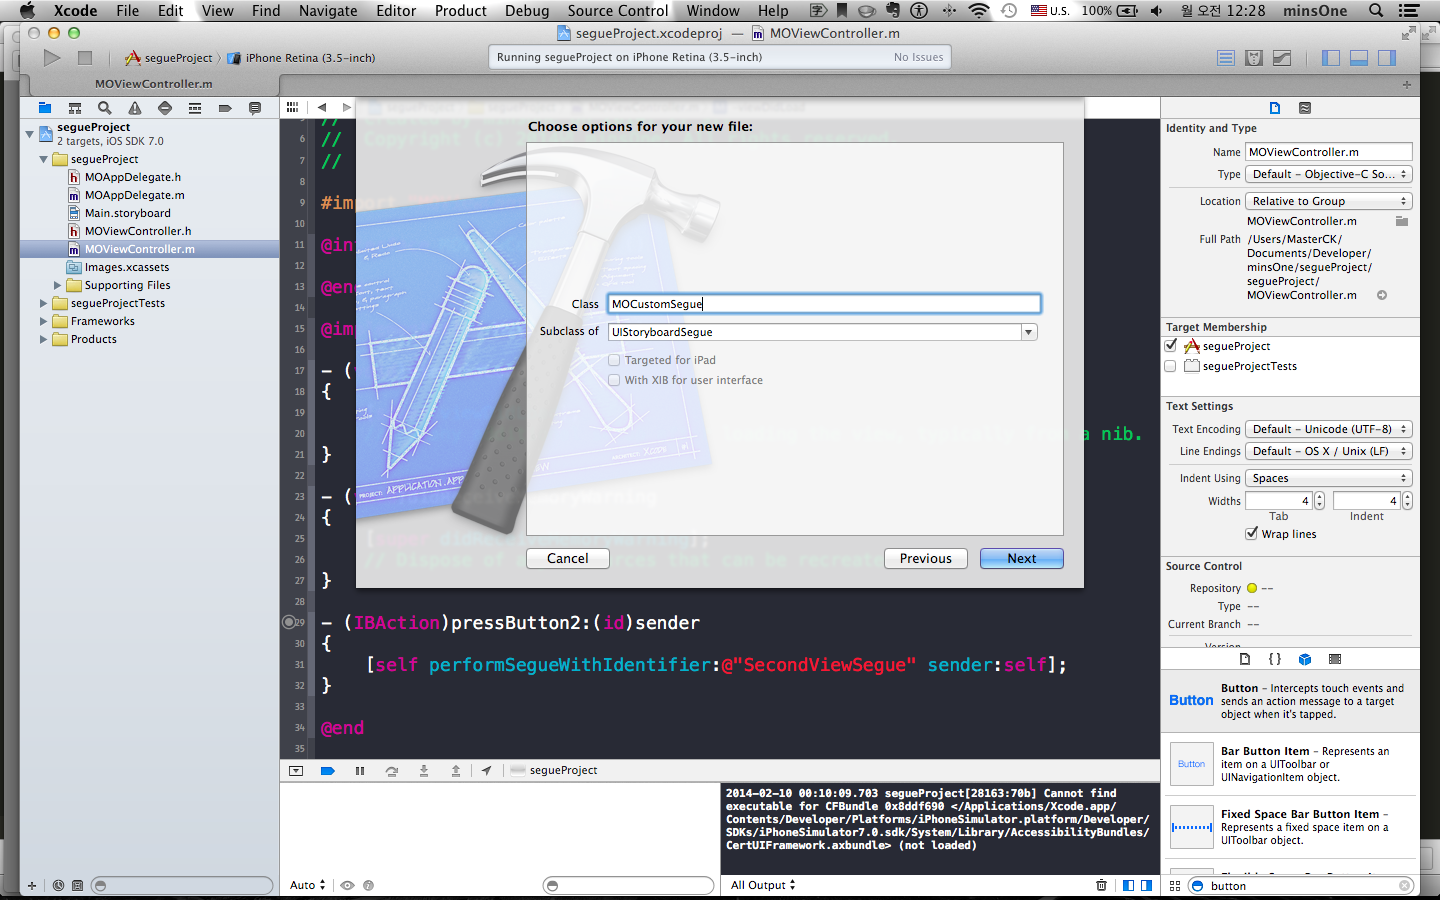 Xcode File Edit View Find Navigate Editor Product Debug Source Control Window Help U.S. 100% 월 오전 12:28 minsOne
segueProject.xcodeproj — MOViewController.m
segueProject iPhone Retina (3.5-inch)
Running segueProject on iPhone Retina (3.5-inch) No Issues
MOViewController.m
segueProject
2 targets, iOS SDK 7.0
segueProject
MOAppDelegate.h
MOAppDelegate.m
Main.storyboard
MOViewController.h
MOViewController.m
Images.xcassets
Supporting Files
segueProjectTests
Frameworks
Products
Choose options for your new file:
Class MOCustomSegue
Subclass of UIStoryboardSegue
Targeted for iPad
With XIB for user interface
Cancel Previous Next
PROJECT: APPLICATION.APP
6 //
7 //
8
9 #im
10
11 @in
12
13 @en
14
15 @im
16
17 - (
18 {
19
20 a nib.
21 }
22
23 - (
24 {
25
26 // Dispose of
27 }
28
29 - (IBAction)pressButton2:(id)sender
30 {
31 [self performSegueWithIdentifier:@"SecondViewSegue" sender:self];
32 }
33
34 @end
35
segueProject
2014-02-10 00:10:09.703 segueProject[28163:70b] Cannot find
executable for CFBundle 0x8ddf690 </Applications/Xcode.app/
Contents/Developer/Platforms/iPhoneSimulator.platform/Developer/
SDKs/iPhoneSimulator7.0.sdk/System/Library/AccessibilityBundles/
CertUIFramework.axbundle> (not loaded)
Auto
All Output
Identity and Type
Name MOViewController.m
Type Default - Objective-C So...
Location Relative to Group
MOViewController.m
Full Path /Users/MasterCK/
Documents/Developer/
minsOne/segueProject/
segueProject/
MOViewController.m
Target Membership
segueProject
segueProjectTests
Text Settings
Text Encoding Default - Unicode (UTF-8)
Line Endings Default - OS X / Unix (LF)
Indent Using Spaces
Widths 4 4
Tab Indent
Wrap lines
Source Control
Repository --
Type --
Current Branch --
Version
Button Button - Intercepts touch events and
sends an action message to a target
object when it's tapped.
Button Bar Button Item - Represents an
item on a UIToolbar or
UINavigationItem object.
Fixed Space Bar Button Item -
Represents a fixed space item on a
UIToolbar object.
button